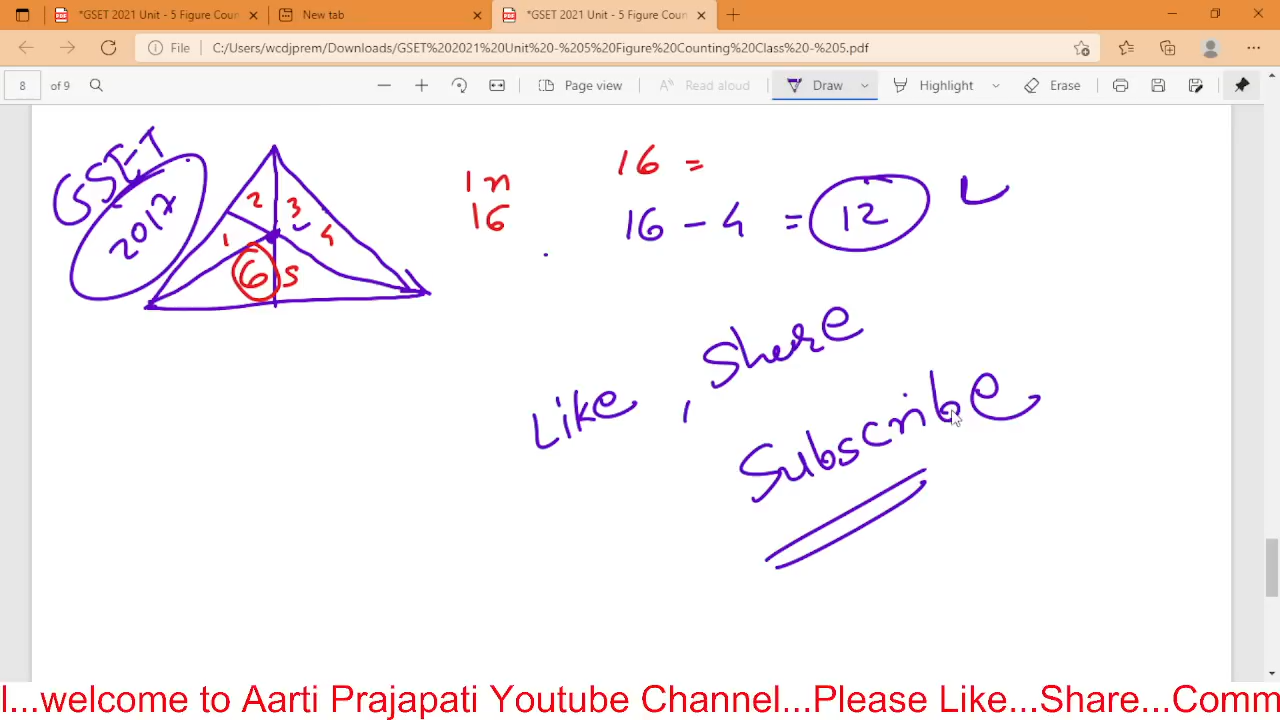 *GSET 2021 Unit - 5 Figure Coun
New tab
*GSET 2021 Unit - 5 Figure Coun
File
C:/Users/wcdjprem/Downloads/GSET%202021%20Unit%20-%205%20Figure%20Counting%20Class%20-%205.pdf
8 of 9
Page view
Read aloud
Draw
Highlight
Erase
GSET
2017
2 3
1 4
6 5
1n
16
16 =
16 - 4 = 12
Like, Share
Subscribe
l...welcome to Aarti Prajapati Youtube Channel...Please Like...Share...Comm